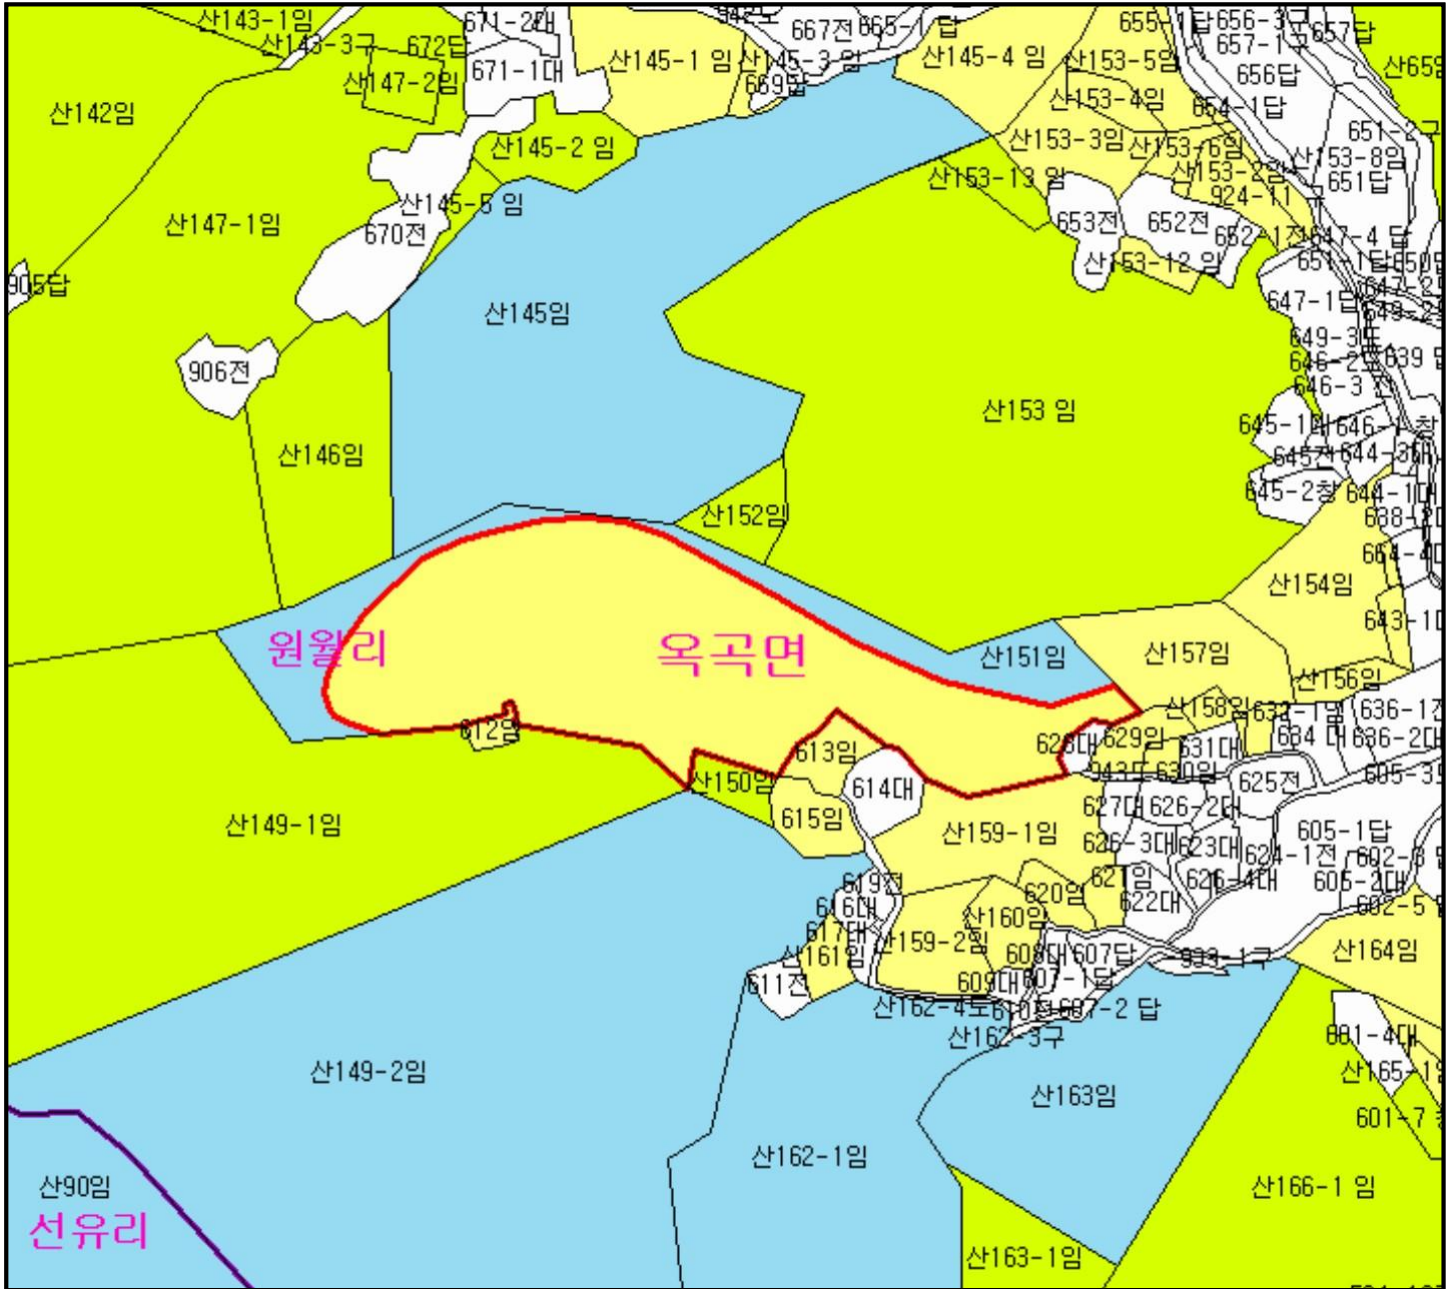 산143-1임
671-2대
667전
665-1답
655-1답
656-3구
657답
산143-3구
672답
산145-1 임
산145-3 임
산145-4 임
산153-5임
657-1구
671-1대
656답
산147-2임
669답
산153-4임
654-1답
산142임
651-2구
산145-2 임
산153-3임
산153-6임
산153-8임
산153-13 임
산153-2임
651답
산145-5 임
924-11 구
산147-1임
670전
653전
652전
652-1전
647-4 답
산153-12 임
651-1답
905답
산145임
647-1답
649-3도
906전
646-2도
639 답
646-3 전
산153 임
645-1대
646-1 창
산146임
645전
644-3대
645-2창
644-1대
산152임
664-4대
산154임
643-1대
원월리
옥곡면
산151임
산157임
산156임
산158임
636-1전
612임
629임
634 대
636-2대
613임
628대
631대
943도
630임
605-3도
산150임
614대
625전
산149-1임
615임
산159-1임
627대
626-2대
605-1답
626-3대
623대
624-1전
602-3 답
619전
621임
626-4대
605-2대
616대
620임
622대
602-5 답
산160임
617대
산159-2임
산161임
608대
607답
933-1구
산164임
611전
609대
607-1답
산162-4도
610전
607-2 답
산162-3구
601-4대
산149-2임
산165-1임
산163임
601-7 창
산162-1임
산90임
산166-1 임
선유리
산163-1임